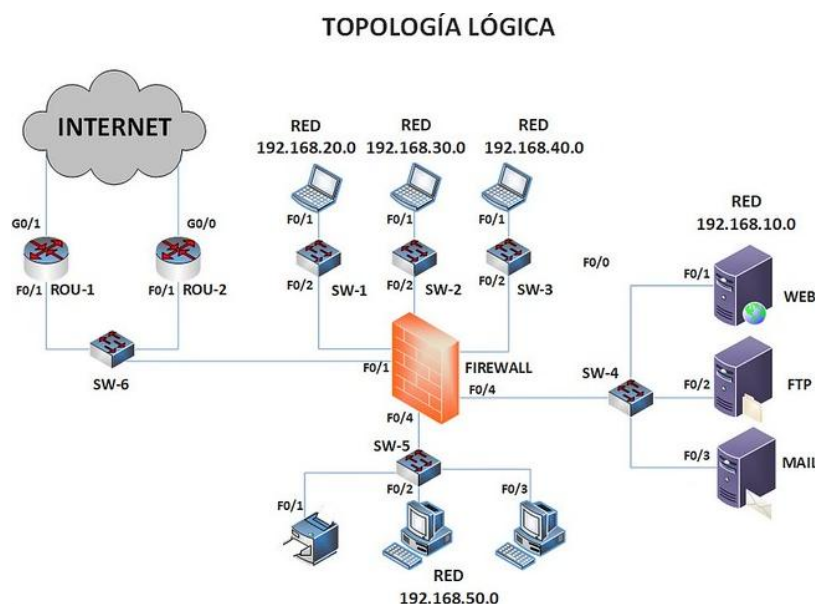 TOPOLOGÍA LÓGICA
INTERNET
RED
192.168.20.0
RED
192.168.30.0
RED
192.168.40.0
RED
192.168.10.0
G0/1
G0/0
F0/1
ROU-1
F0/1
ROU-2
SW-6
F0/1
F0/2
SW-1
F0/1
F0/2
SW-2
F0/1
F0/2
SW-3
F0/1
FIREWALL
F0/4
F0/4
SW-5
F0/1
F0/2
F0/3
RED
192.168.50.0
F0/0
SW-4
F0/1
WEB
F0/2
FTP
F0/3
MAIL